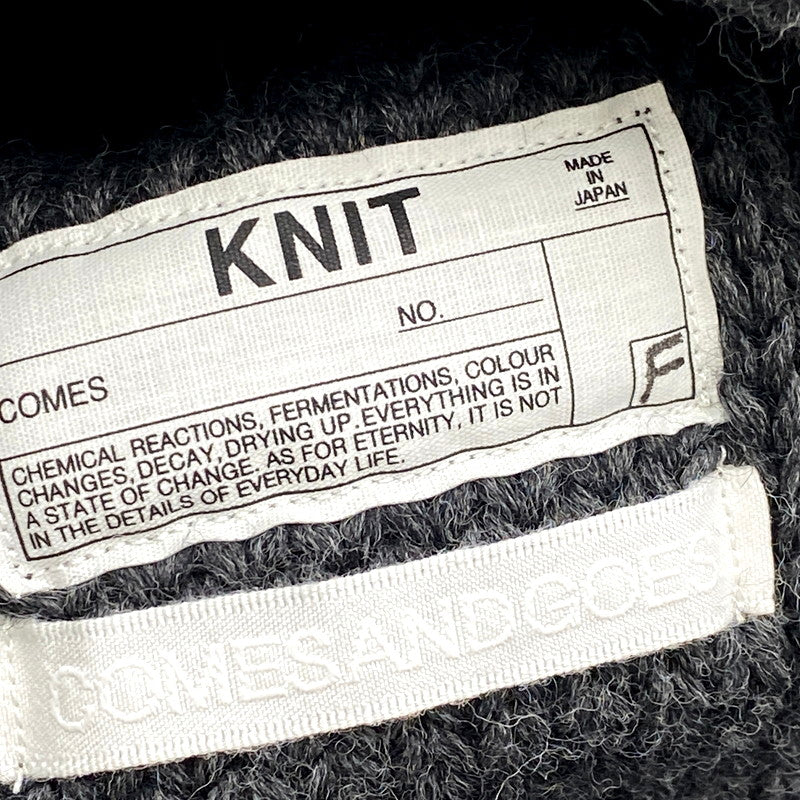 KNIT
MADE
IN
JAPAN
NO.
COMES
F
CHEMICAL REACTIONS, FERMENTATIONS, COLOUR
CHANGES, DECAY, DRYING UP. EVERYTHING IS IN
A STATE OF CHANGE. AS FOR ETERNITY, IT IS NOT
IN THE DETAILS OF EVERYDAY LIFE.
COMESANDGOES